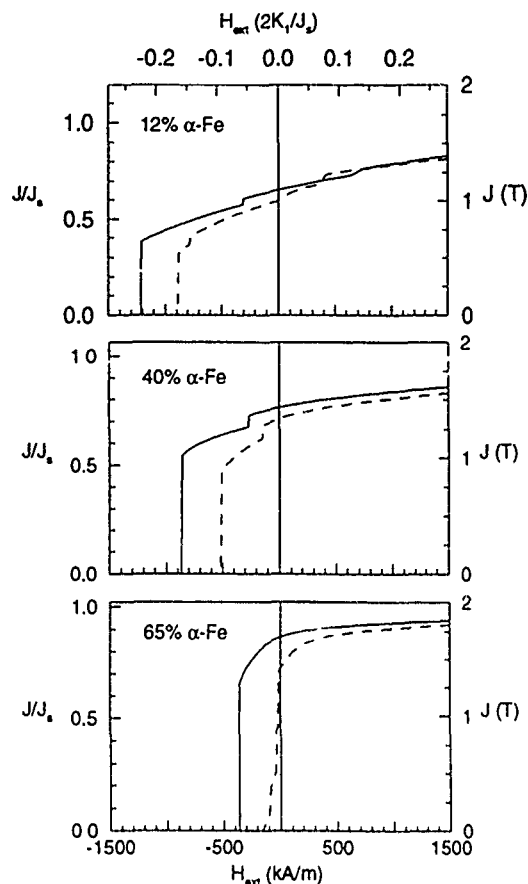 H_ext (2K_1/J_s)
-0.2 -0.1 0.0 0.1 0.2
12% α-Fe
J/J_s
1.0
0.5
0.0
J (T)
2
1
0
40% α-Fe
J/J_s
1 0
0.5
0.0
J (T)
2
1
0
65% α-Fe
J/J_s
1.0
0.5
0 0
J (T)
2
1
0
-1500 -500 500 1500
H_ext (kA/m)